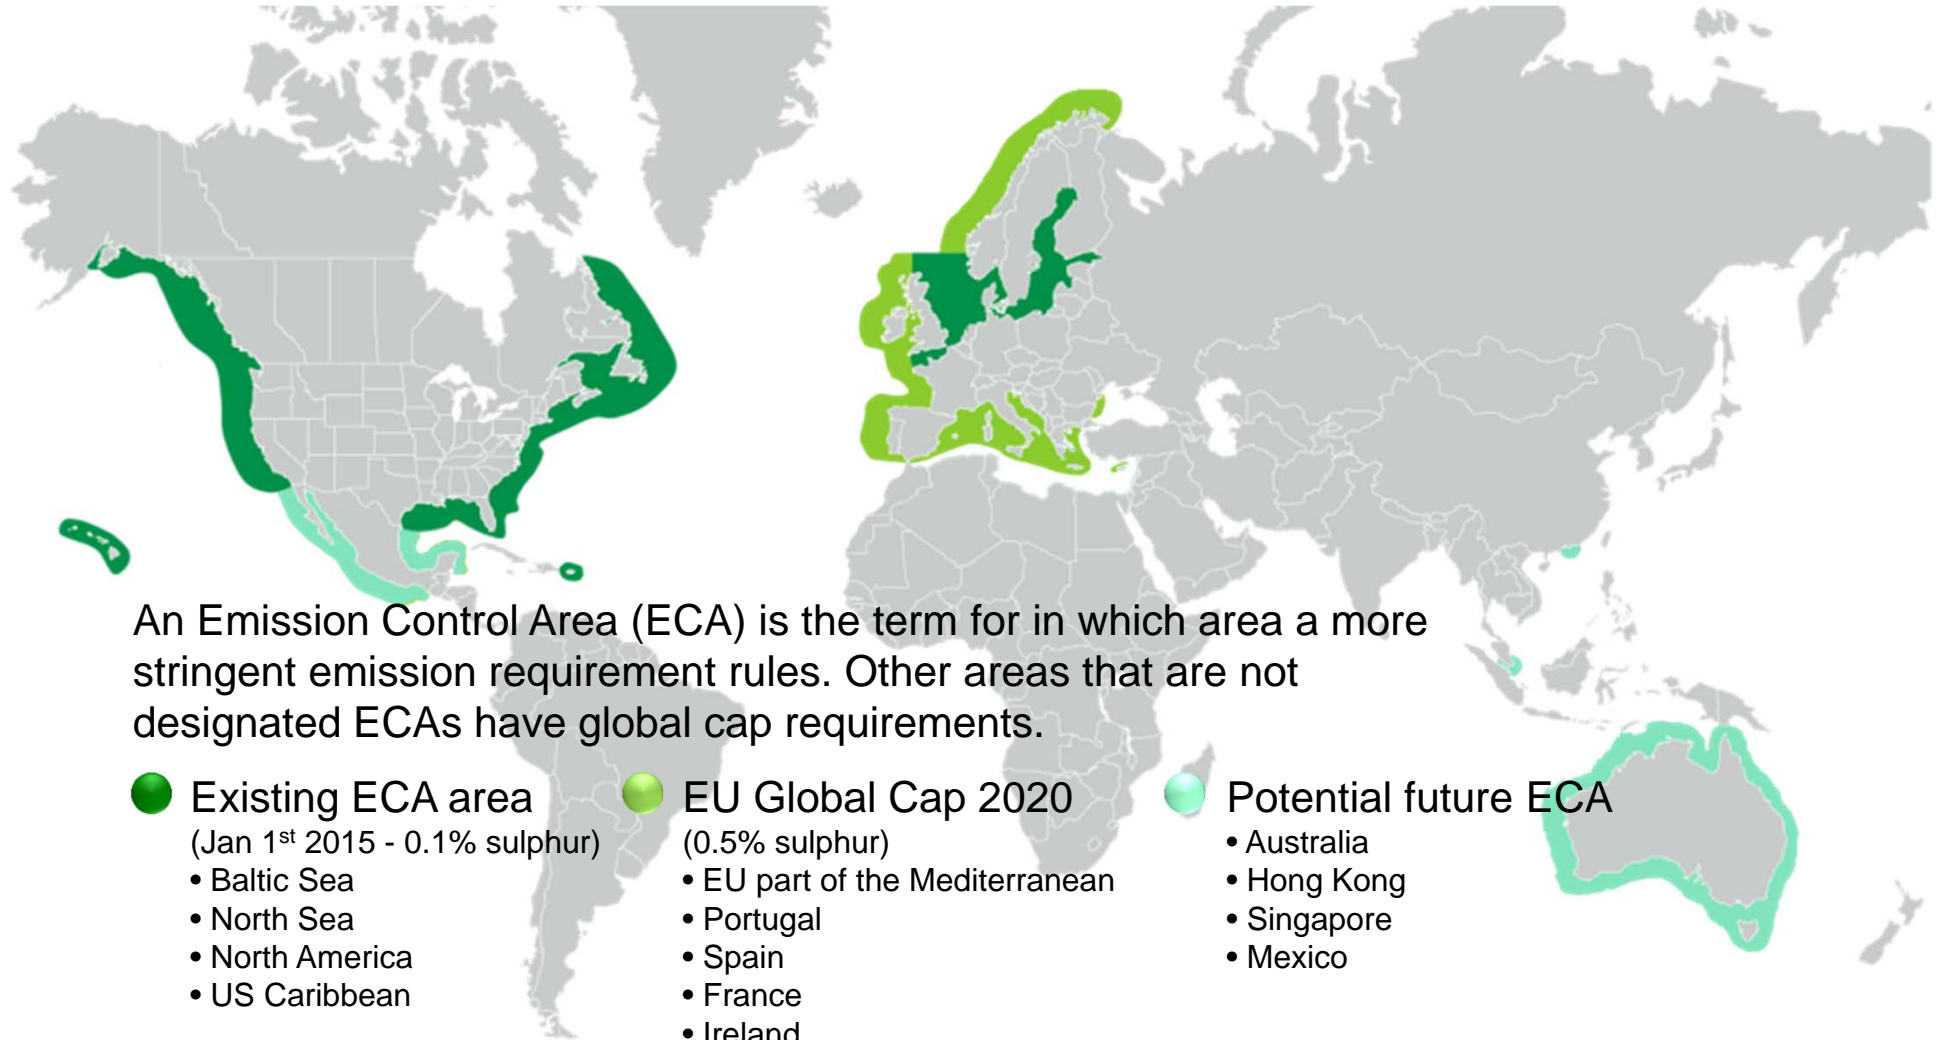 An Emission Control Area (ECA) is the term for in which area a more
stringent emission requirement rules. Other areas that are not
designated ECAs have global cap requirements.
Existing ECA area
(Jan 1st 2015 - 0.1% sulphur)
• Baltic Sea
• North Sea
• North America
• US Caribbean
EU Global Cap 2020
(0.5% sulphur)
• EU part of the Mediterranean
• Portugal
• Spain
• France
• Ireland
Potential future ECA
• Australia
• Hong Kong
• Singapore
• Mexico